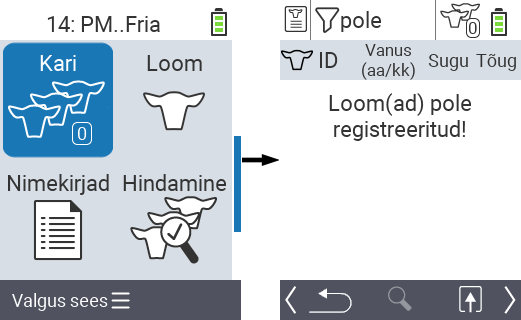 14: PM..Fria
Kari
Loom
0
Nimekirjad
Hindamine
Valgus sees
pole
0
ID
Vanus
(aa/kk)
Sugu
Tõug
Loom(ad) pole
registreeritud!